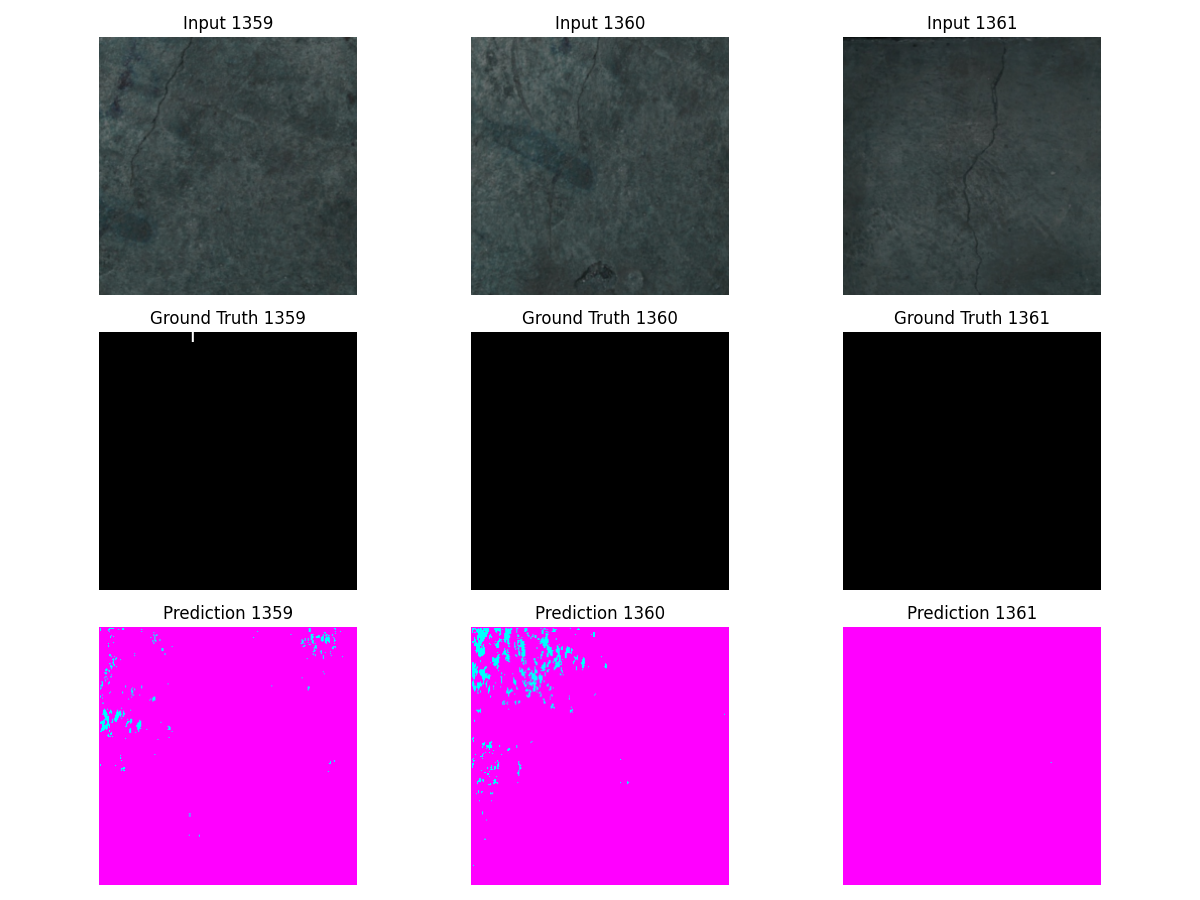 Input 1359
Input 1360
Input 1361
Ground Truth 1359
Ground Truth 1360
Ground Truth 1361
Prediction 1359
Prediction 1360
Prediction 1361